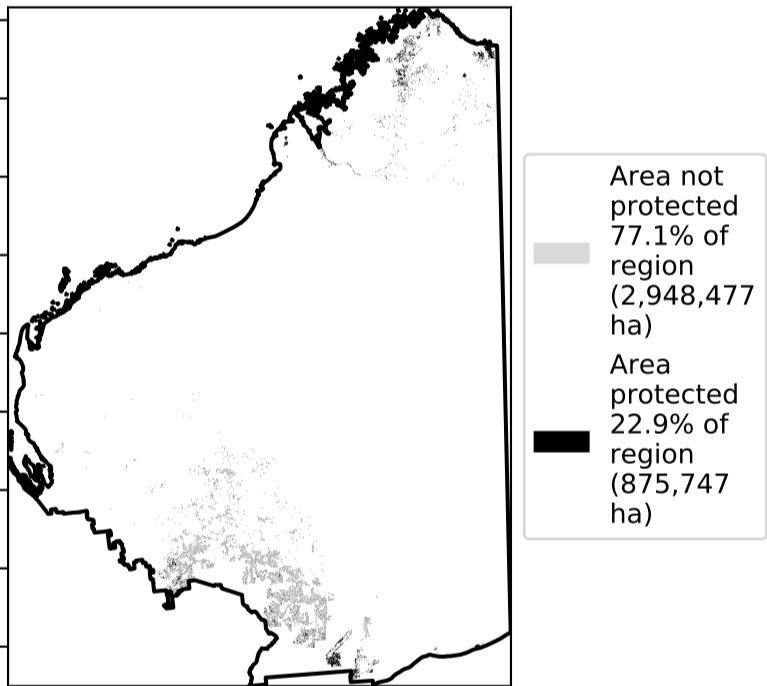 Area not
protected
77.1% of
region
(2,948,477
ha)
Area
protected
22.9% of
region
(875,747
ha)